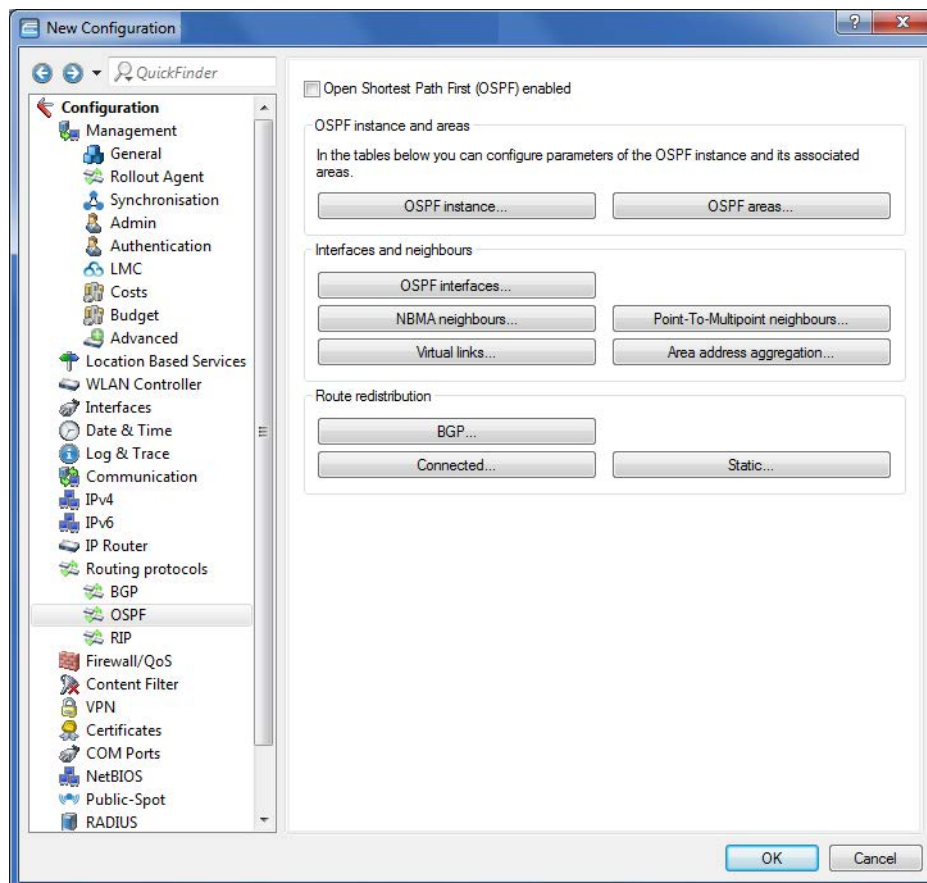 New Configuration
?
QuickFinder
Configuration
Management
General
Rollout Agent
Synchronisation
Admin
Authentication
LMC
Costs
Budget
Advanced
Location Based Services
WLAN Controller
Interfaces
Date & Time
Log & Trace
Communication
IPv4
IPv6
IP Router
Routing protocols
BGP
OSPF
RIP
Firewall/QoS
Content Filter
VPN
Certificates
COM Ports
NetBIOS
Public-Spot
RADIUS
Open Shortest Path First (OSPF) enabled
OSPF instance and areas
In the tables below you can configure parameters of the OSPF instance and its associated
areas.
OSPF instance...
OSPF areas...
Interfaces and neighbours
OSPF interfaces...
NBMA neighbours...
Point-To-Multipoint neighbours...
Virtual links...
Area address aggregation...
Route redistribution
BGP...
Connected...
Static...
OK
Cancel